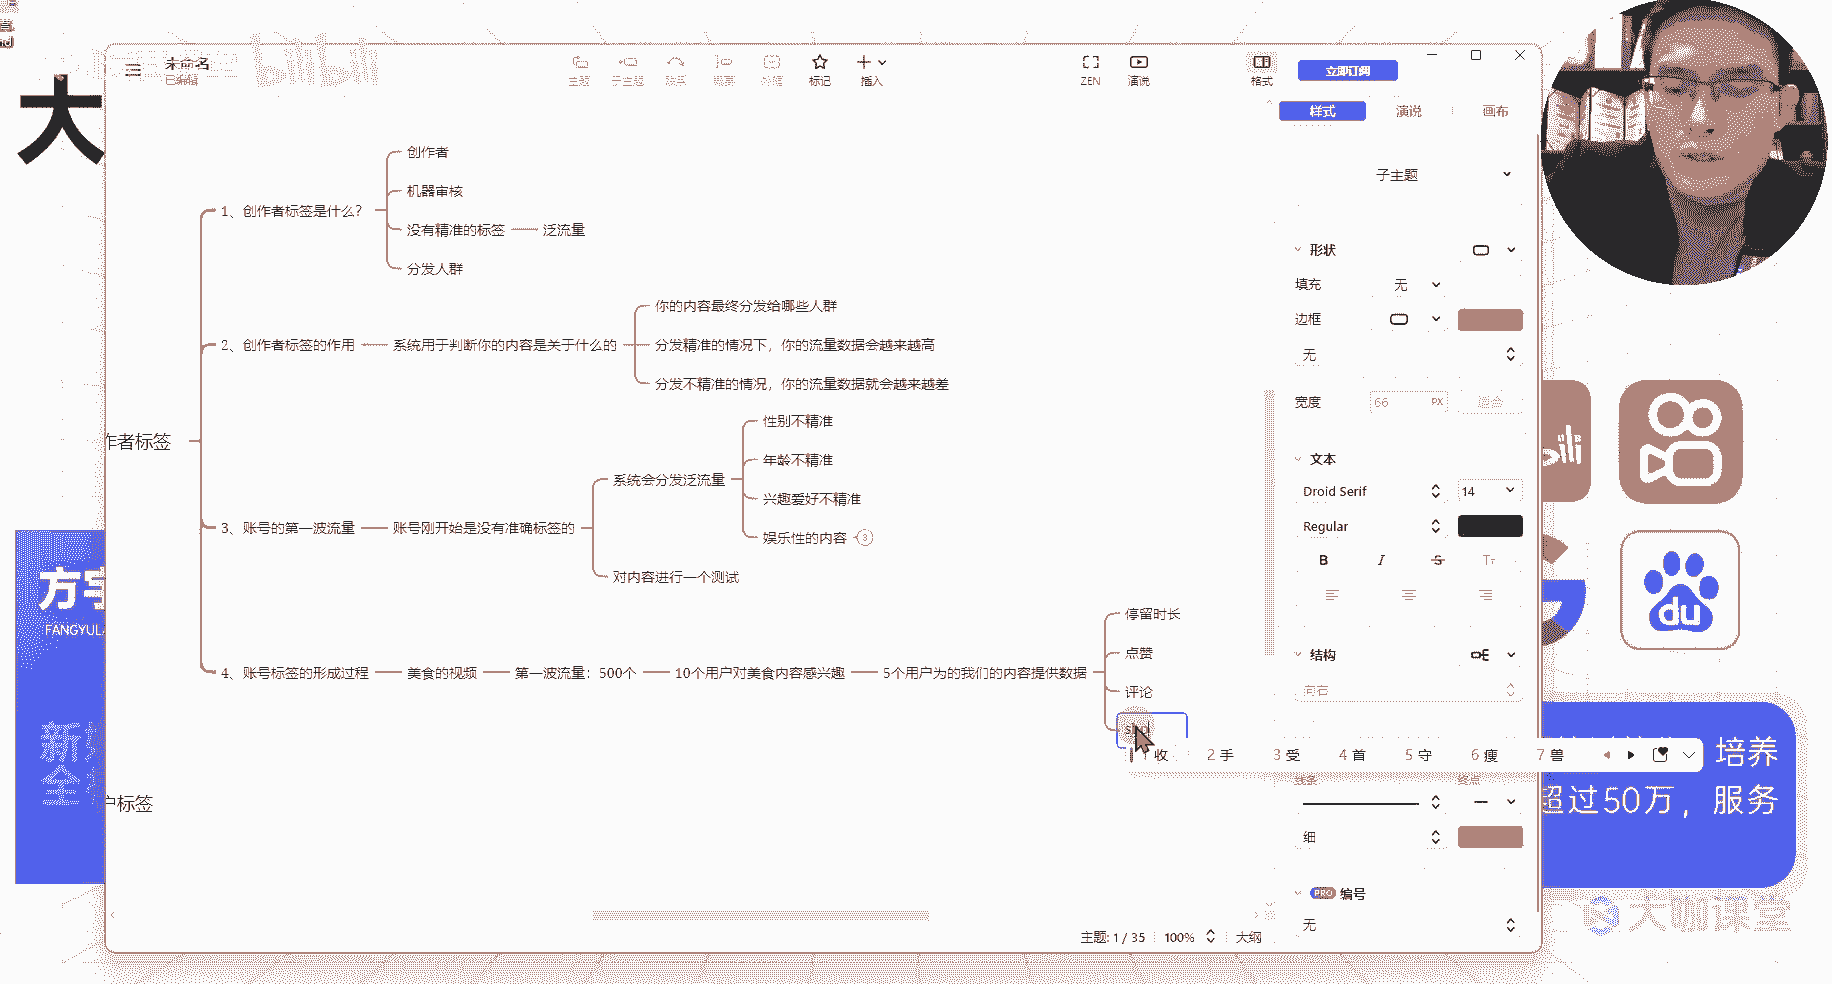 大
未命名
已编辑
bilibili
主题
子主题
联系
概要
外框
标记
插入
ZEN
演说
格式
立即订阅
样式
演说
画布
子主题
形状
填充
无
边框
无
宽度
66
PX
文本
Droid Serif
14
Regular
B
I
S
Tт
结构
向右
细
PRO 编号
无
作者标签
1、创作者标签是什么？
创作者
机器审核
没有精准的标签
泛流量
分发人群
2、创作者标签的作用
系统用于判断你的内容是关于什么的
你的内容最终分发给哪些人群
分发精准的情况下，你的流量数据会越来越高
分发不精准的情况，你的流量数据就会越来越差
3、账号的第一波流量
账号刚开始是没有准确标签的
系统会分发泛流量
性别不精准
年龄不精准
兴趣爱好不精准
娱乐性的内容
3
对内容进行一个测试
4、账号标签的形成过程
美食的视频
第一波流量：500个
10个用户对美食内容感兴趣
5个用户为的我们的内容提供数据
停留时长
点赞
评论
1 收 2 手 3 受 4 首 5 守 6 瘦 7 兽
户标签
主题: 1 / 35
100%
大纲
FANGYUL
新
全
du
培养
超过50万，服务
大咖课堂